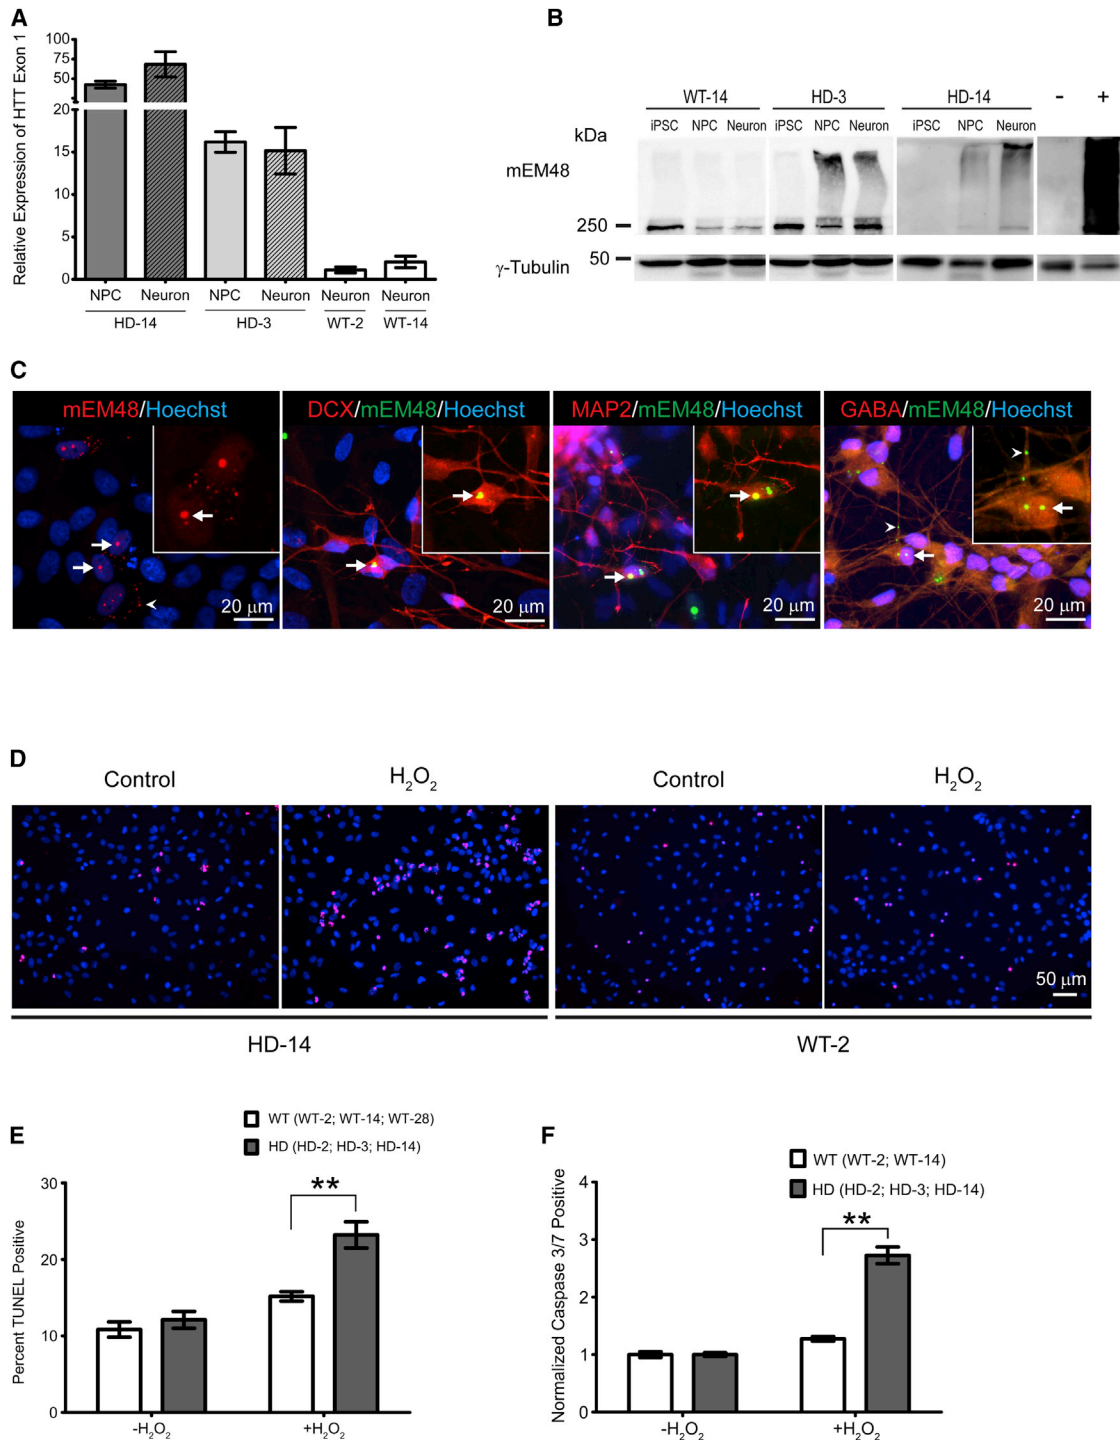 A
Relative Expression of HTT Exon 1
100
75
50
20
15
10
5
0
NPC Neuron NPC Neuron Neuron Neuron
HD-14 HD-3 WT-2 WT-14
B
WT-14 HD-3 HD-14 - +
kDa iPSC NPC Neuron iPSC NPC Neuron iPSC NPC Neuron
mEM48
250
γ-Tubulin 50
C
mEM48/Hoechst DCX/mEM48/Hoechst MAP2/mEM48/Hoechst GABA/mEM48/Hoechst
20 μm 20 μm 20 μm 20 μm
D
Control H₂O₂ Control H₂O₂
50 μm
HD-14 WT-2
E
WT (WT-2; WT-14; WT-28)
HD (HD-2; HD-3; HD-14)
Percent TUNEL Positive
30
20
10
0
**
-H₂O₂ +H₂O₂
F
WT (WT-2; WT-14)
HD (HD-2; HD-3; HD-14)
Normalized Caspase 3/7 Positive
4
3
2
1
0
**
-H₂O₂ +H₂O₂